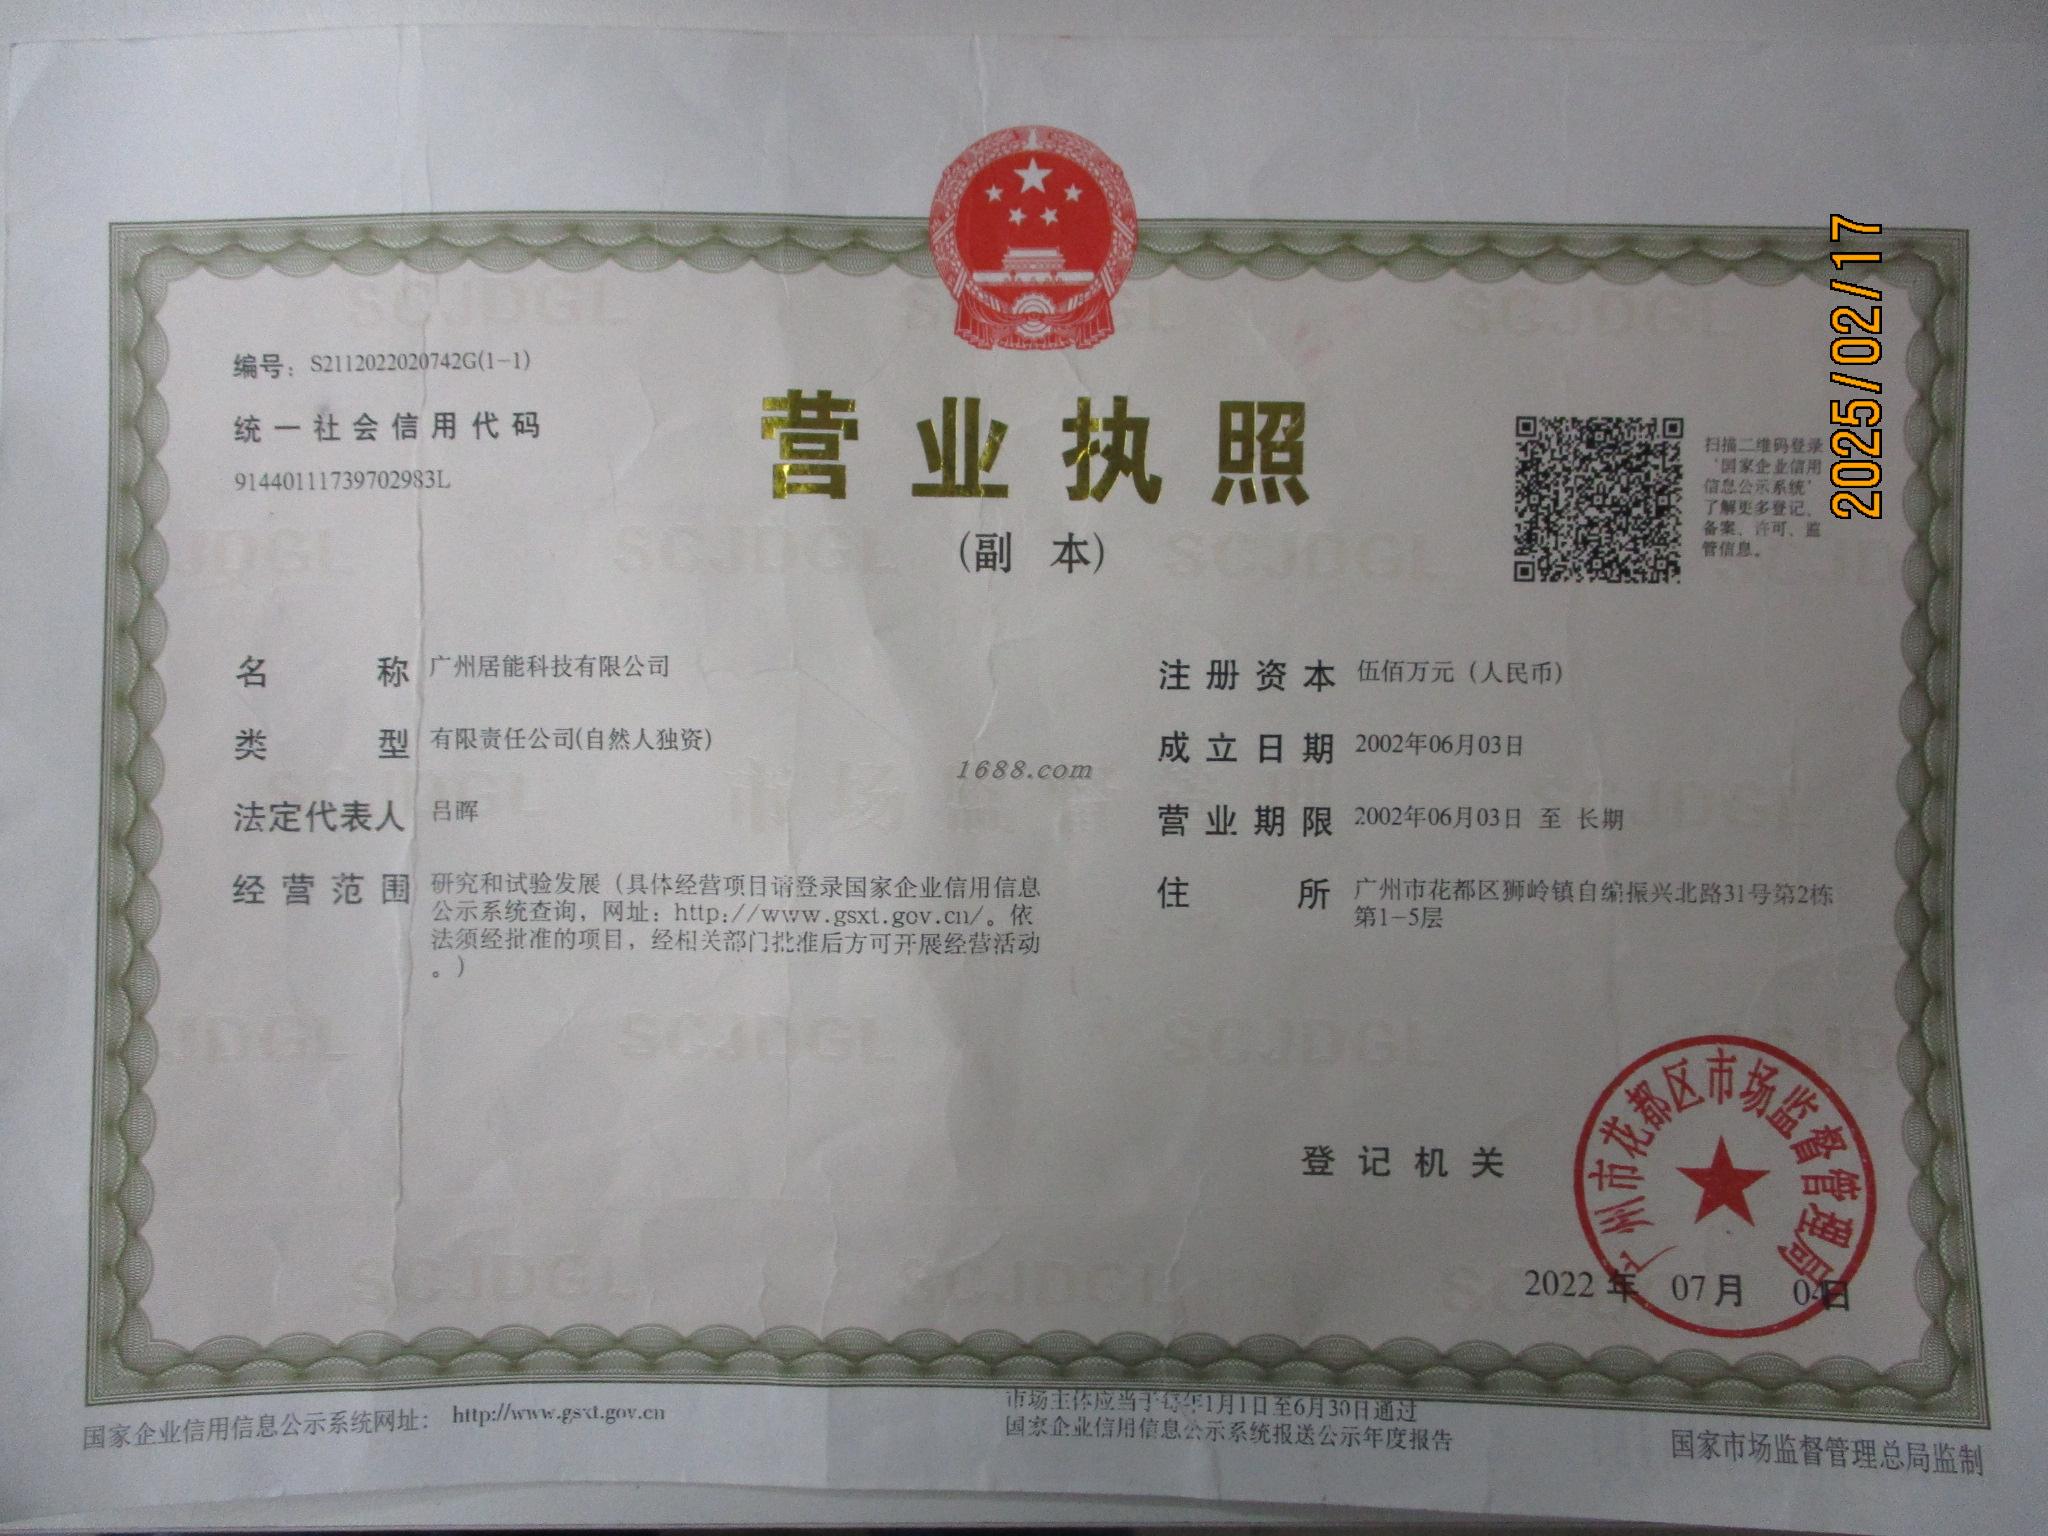 2025/02/17
编号：S2112022020742G(1-1)
统一社会信用代码
91440111739702983L
营业执照
(副本)
扫描二维码登录
'国家企业信用
信息公示系统'
了解更多登记、
备案、许可、监
管信息。
名称 广州居能科技有限公司
类型 有限责任公司(自然人独资)
法定代表人 吕晖
经营范围 研究和试验发展（具体经营项目请登录国家企业信用信息
公示系统查询，网址：http://www.gsxt.gov.cn/。依
法须经批准的项目，经相关部门批准后方可开展经营活动
。）
注册资本 伍佰万元（人民币）
成立日期 2002年06月03日
营业期限 2002年06月03日 至 长期
住所 广州市花都区狮岭镇自编振兴北路31号第2栋
第1-5层
1688.com
登记机关
广州市花都区市场监督管理局
2022年 07月 04日
国家企业信用信息公示系统网址： http://www.gsxt.gov.cn
市场主体应当于每年1月1日至6月30日通过
国家企业信用信息公示系统报送公示年度报告
国家市场监督管理总局监制
SCJDGL